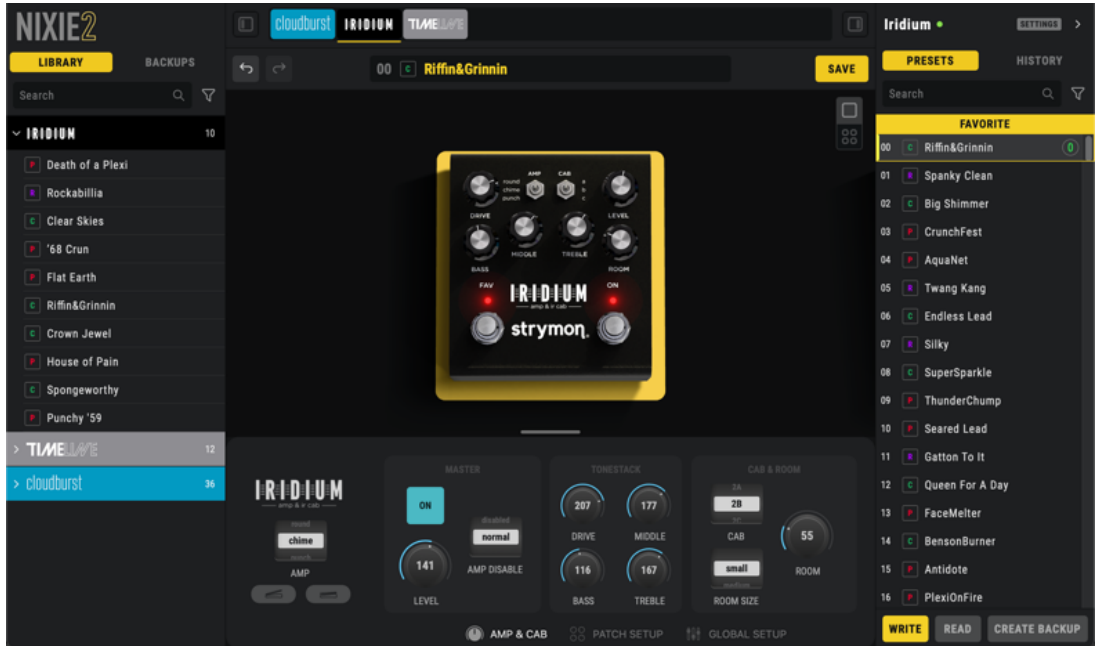 NIXIE2
LIBRARY
BACKUPS
Search
IRIDIUM 10
P Death of a Plexi
R Rockabillia
C Clear Skies
P '68 Crun
P Flat Earth
C Riffin&Grinnin
C Crown Jewel
P House of Pain
C Spongeworthy
P Punchy '59
TIMELINE 12
cloudburst 36
cloudburst
IRIDIUM
TIMELINE
00 C Riffin&Grinnin
SAVE
AMP
CAB
round
chime
punch
a
b
c
DRIVE
LEVEL
MIDDLE
TREBLE
BASS
ROOM
FAV
ON
IRIDIUM
amp & ir cab
strymon
IRIDIUM
amp & ir cab
round
chime
punch
AMP
MASTER
ON
disabled
normal
141
AMP DISABLE
LEVEL
TONESTACK
207
177
DRIVE
MIDDLE
116
167
BASS
TREBLE
CAB & ROOM
2A
2B
2C
CAB
55
small
medium
ROOM
ROOM SIZE
AMP & CAB
PATCH SETUP
GLOBAL SETUP
Iridium
SETTINGS
PRESETS
HISTORY
Search
FAVORITE
00 C Riffin&Grinnin 0
01 R Spanky Clean
02 C Big Shimmer
03 P CrunchFest
04 P AquaNet
05 R Twang Kang
06 C Endless Lead
07 R Silky
08 C SuperSparkle
09 P ThunderChump
10 P Seared Lead
11 R Gatton To It
12 C Queen For A Day
13 P FaceMelter
14 C BensonBurner
15 P Antidote
16 P PlexiOnFire
WRITE
READ
CREATE BACKUP